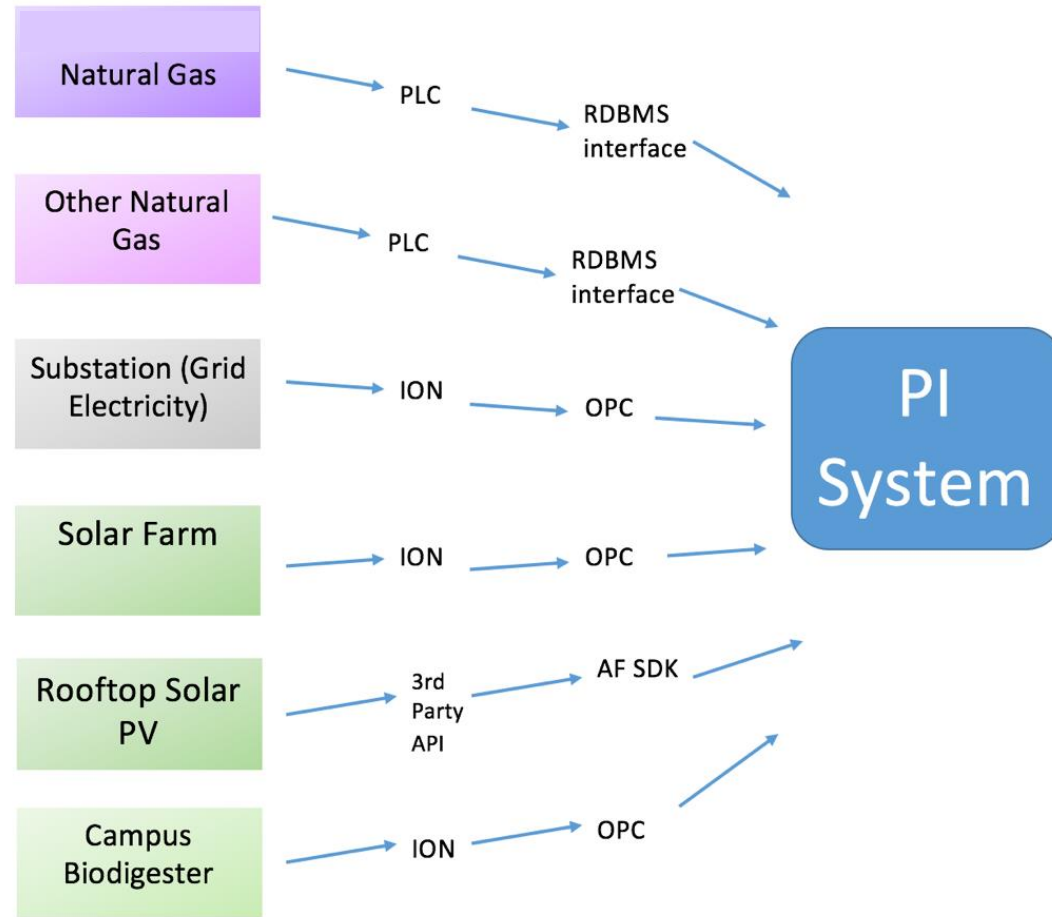 Natural Gas
PLC
RDBMS
interface
Other Natural
Gas
PLC
RDBMS
interface
Substation (Grid
Electricity)
ION
OPC
PI
System
Solar Farm
ION
OPC
Rooftop Solar
PV
3rd
Party
API
AF SDK
Campus
Biodigester
ION
OPC